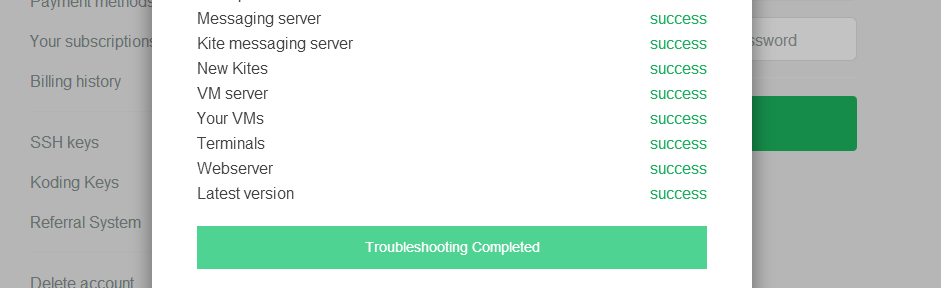 Payment methods
Your subscriptions
Billing history
SSH keys
Koding Keys
Referral System
Delete account
Messaging server success
Kite messaging server success
New Kites success
VM server success
Your VMs success
Terminals success
Webserver success
Latest version success
Troubleshooting Completed
ssword